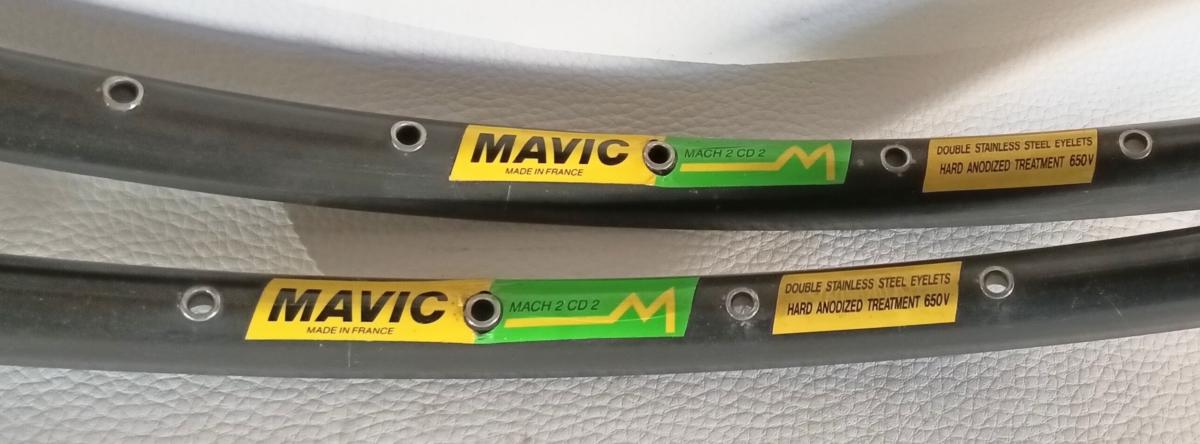 MAVIC
MADE IN FRANCE
MACH 2 CD 2
DOUBLE STAINLESS STEEL EYELETS
HARD ANODIZED TREATMENT 650V
MAVIC
MADE IN FRANCE
MACH 2 CD 2
DOUBLE STAINLESS STEEL EYELETS
HARD ANODIZED TREATMENT 650V